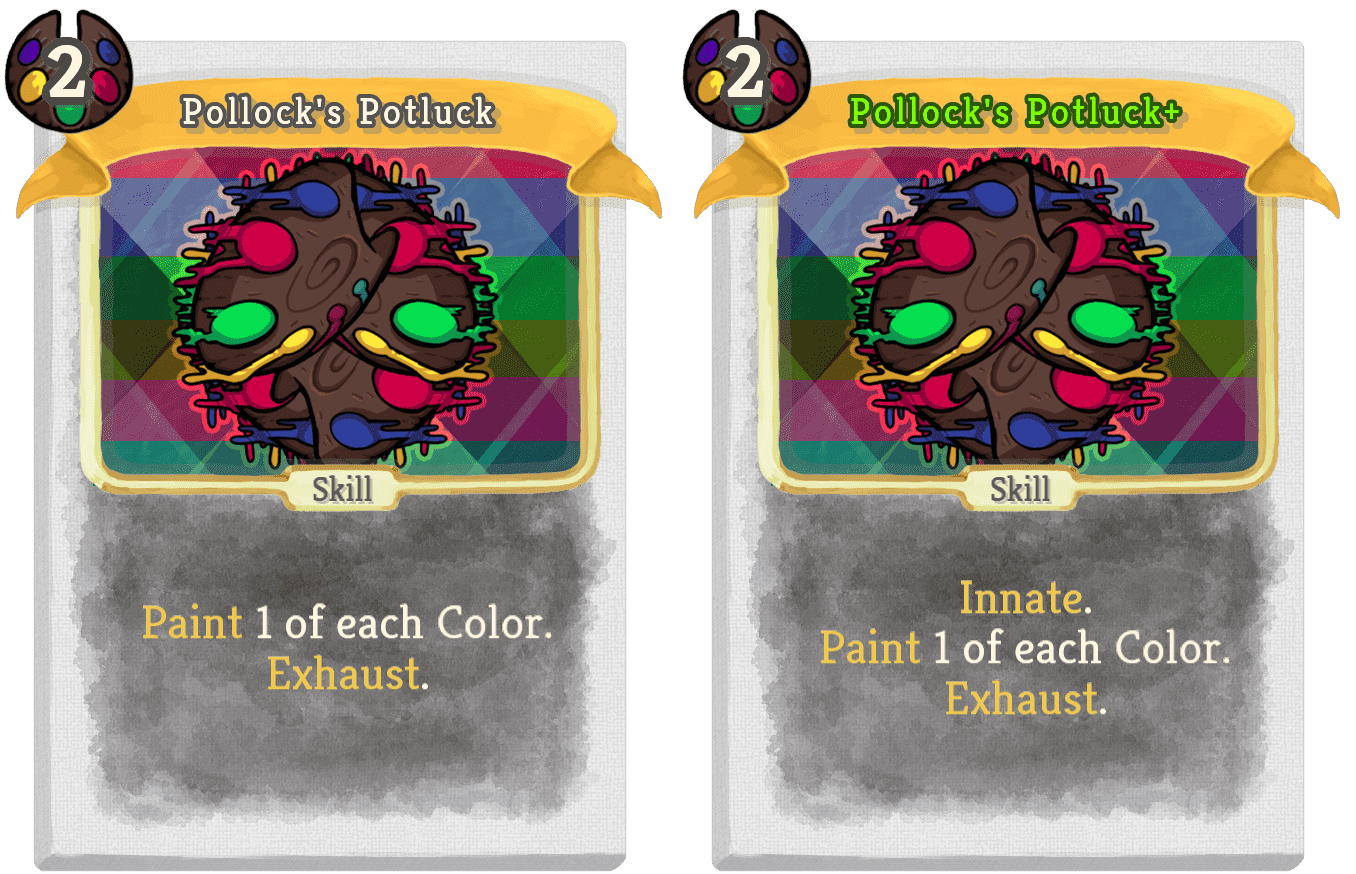 2
Pollock's Potluck
Skill
Paint 1 of each Color.
Exhaust.
2
Pollock's Potluck+
Skill
Innate.
Paint 1 of each Color.
Exhaust.